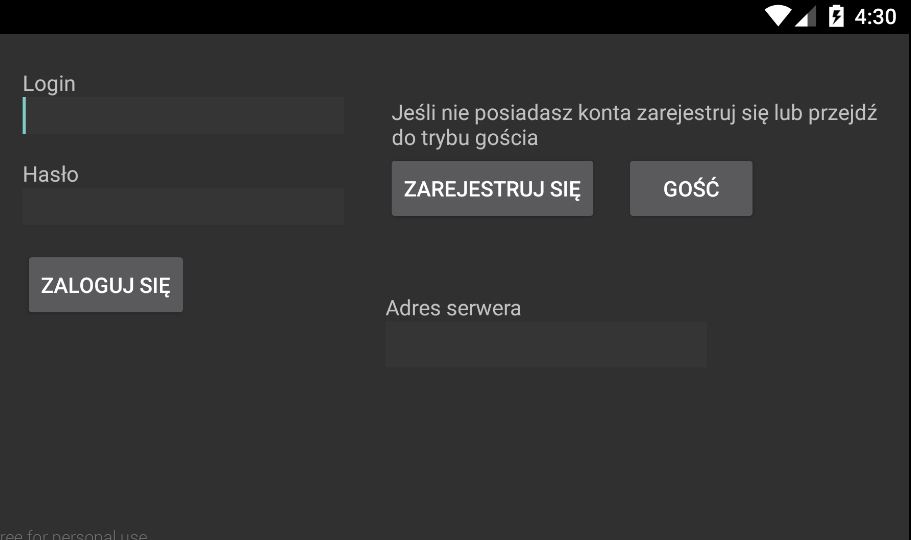 4:30
Login
Hasło
ZALOGUJ SIĘ
Jeśli nie posiadasz konta zarejestruj się lub przejdź
do trybu gościa
ZAREJESTRUJ SIĘ
GOŚĆ
Adres serwera
ree for personal use